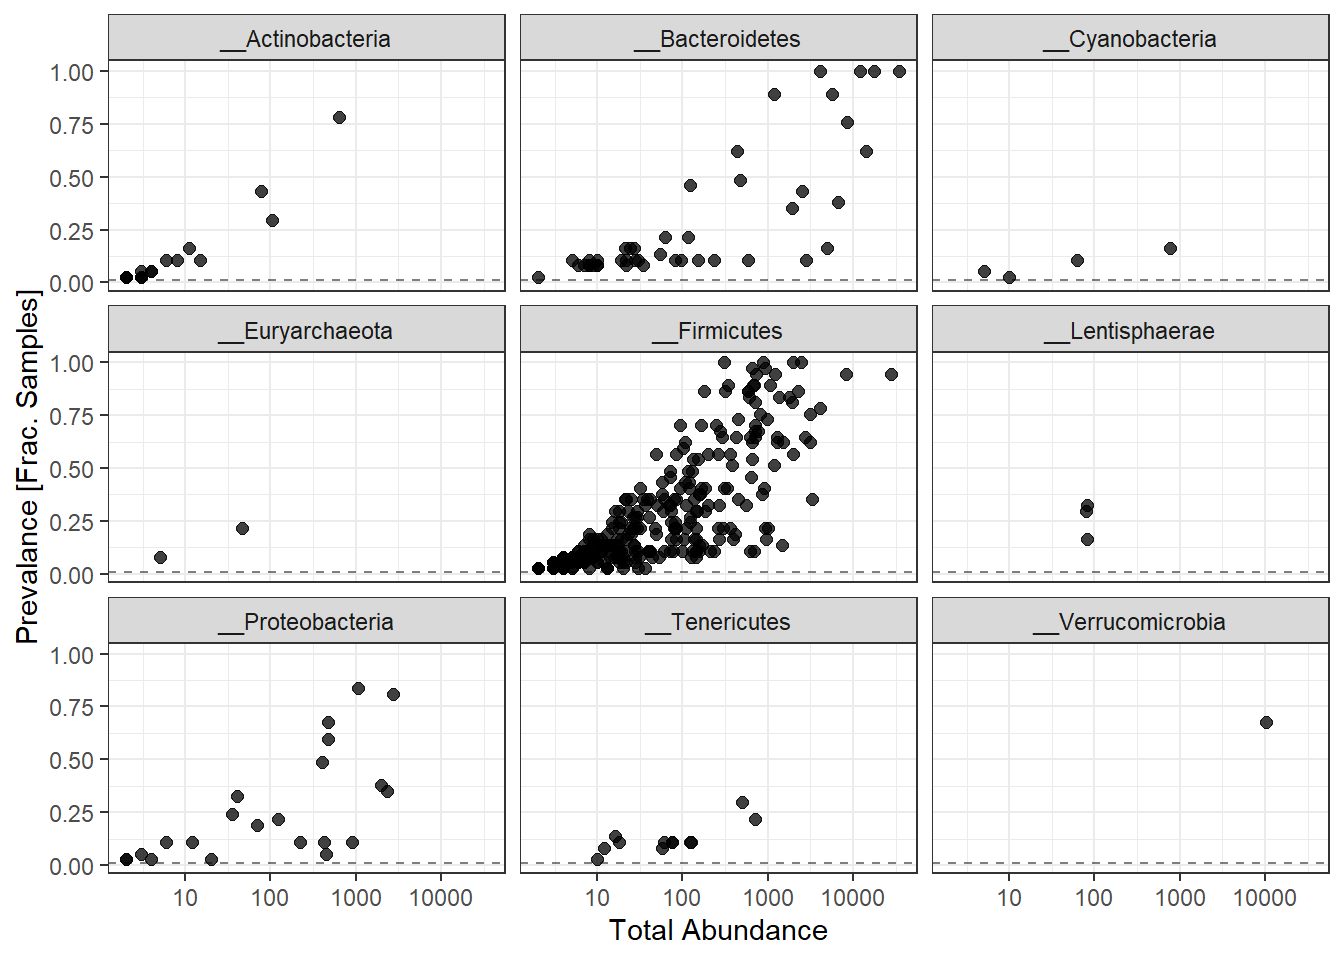 __Actinobacteria
__Bacteroidetes
__Cyanobacteria
1.00
0.75
0.50
0.25
0.00
__Euryarchaeota
__Firmicutes
__Lentisphaerae
1.00
0.75
0.50
0.25
0.00
__Proteobacteria
__Tenericutes
__Verrucomicrobia
1.00
0.75
0.50
0.25
0.00
10 100 1000 10000
10 100 1000 10000
10 100 1000 10000
Total Abundance
Prevalance [Frac. Samples]